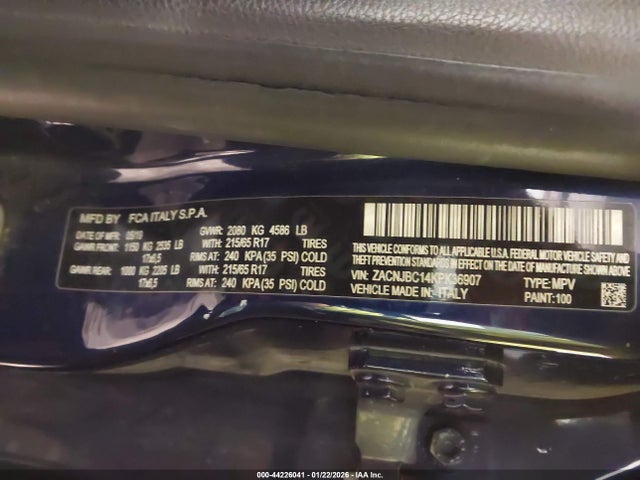 MFD BY FCA ITALY S.P.A.
DATE OF MFR 05/19 GVWR: 2080 KG 4586 LB
GAWR FRONT: 1150 KG 2535 LB WITH: 215/65 R17 TIRES
17x6,5 RIMS AT: 240 KPA(35 PSI) COLD
GAWR REAR: 1000 KG 2205 LB WITH: 215/65 R17 TIRES
17x6,5 RIMS AT: 240 KPA(35 PSI) COLD
THIS VEHICLE CONFORMS TO ALL APPLICABLE U.S.A. FEDERAL MOTOR VEHICLE SAFETY AND
THEFT PREVENTION STANDARDS IN EFFECT ON THE DATE OF MANUFACTURE SHOWN ABOVE.
VIN: ZACNJBC14KPK36907 TYPE: MPV
VEHICLE MADE IN: ITALY PAINT: 100
000-44226041 - 01/22/2026 - IAA Inc.